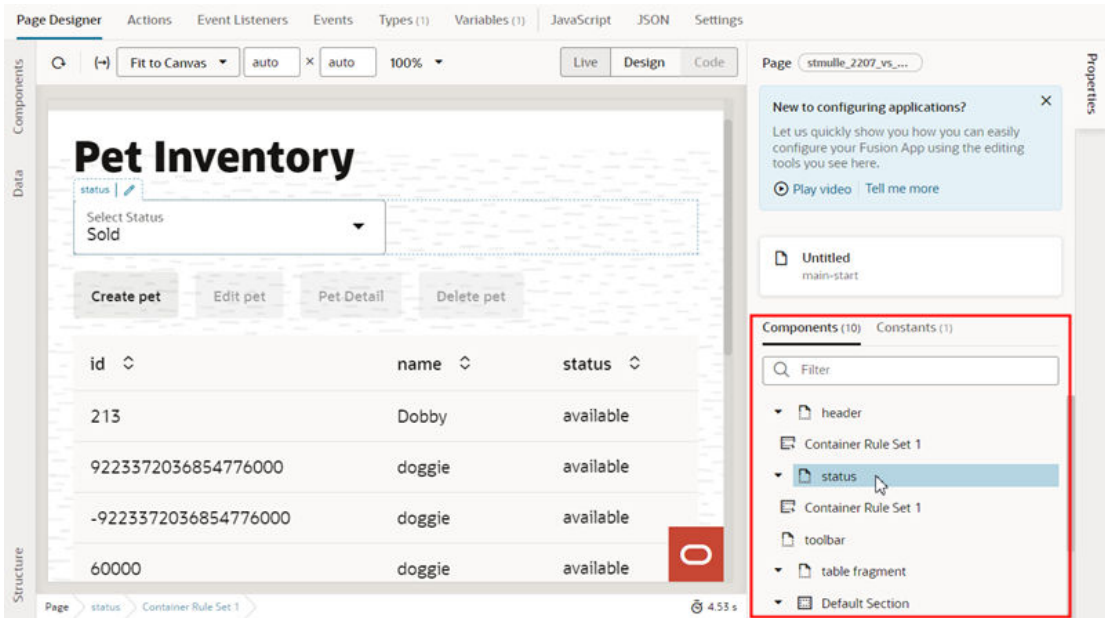 Page Designer Actions Event Listeners Events Types (1) Variables (1) JavaScript JSON Settings
Components
Data
Structure
Fit to Canvas auto × auto 100% Live Design Code
Pet Inventory
status
Select Status
Sold
Create pet Edit pet Pet Detail Delete pet
id name status
213 Dobby available
9223372036854776000 doggie available
-9223372036854776000 doggie available
60000 doggie available
Page status Container Rule Set 1 4.53 s
Page stmulle_2207_vs_...
Properties
New to configuring applications?
Let us quickly show you how you can easily
configure your Fusion App using the editing
tools you see here.
Play video Tell me more
Untitled
main-start
Components (10) Constants (1)
Filter
header
Container Rule Set 1
status
Container Rule Set 1
toolbar
table fragment
Default Section